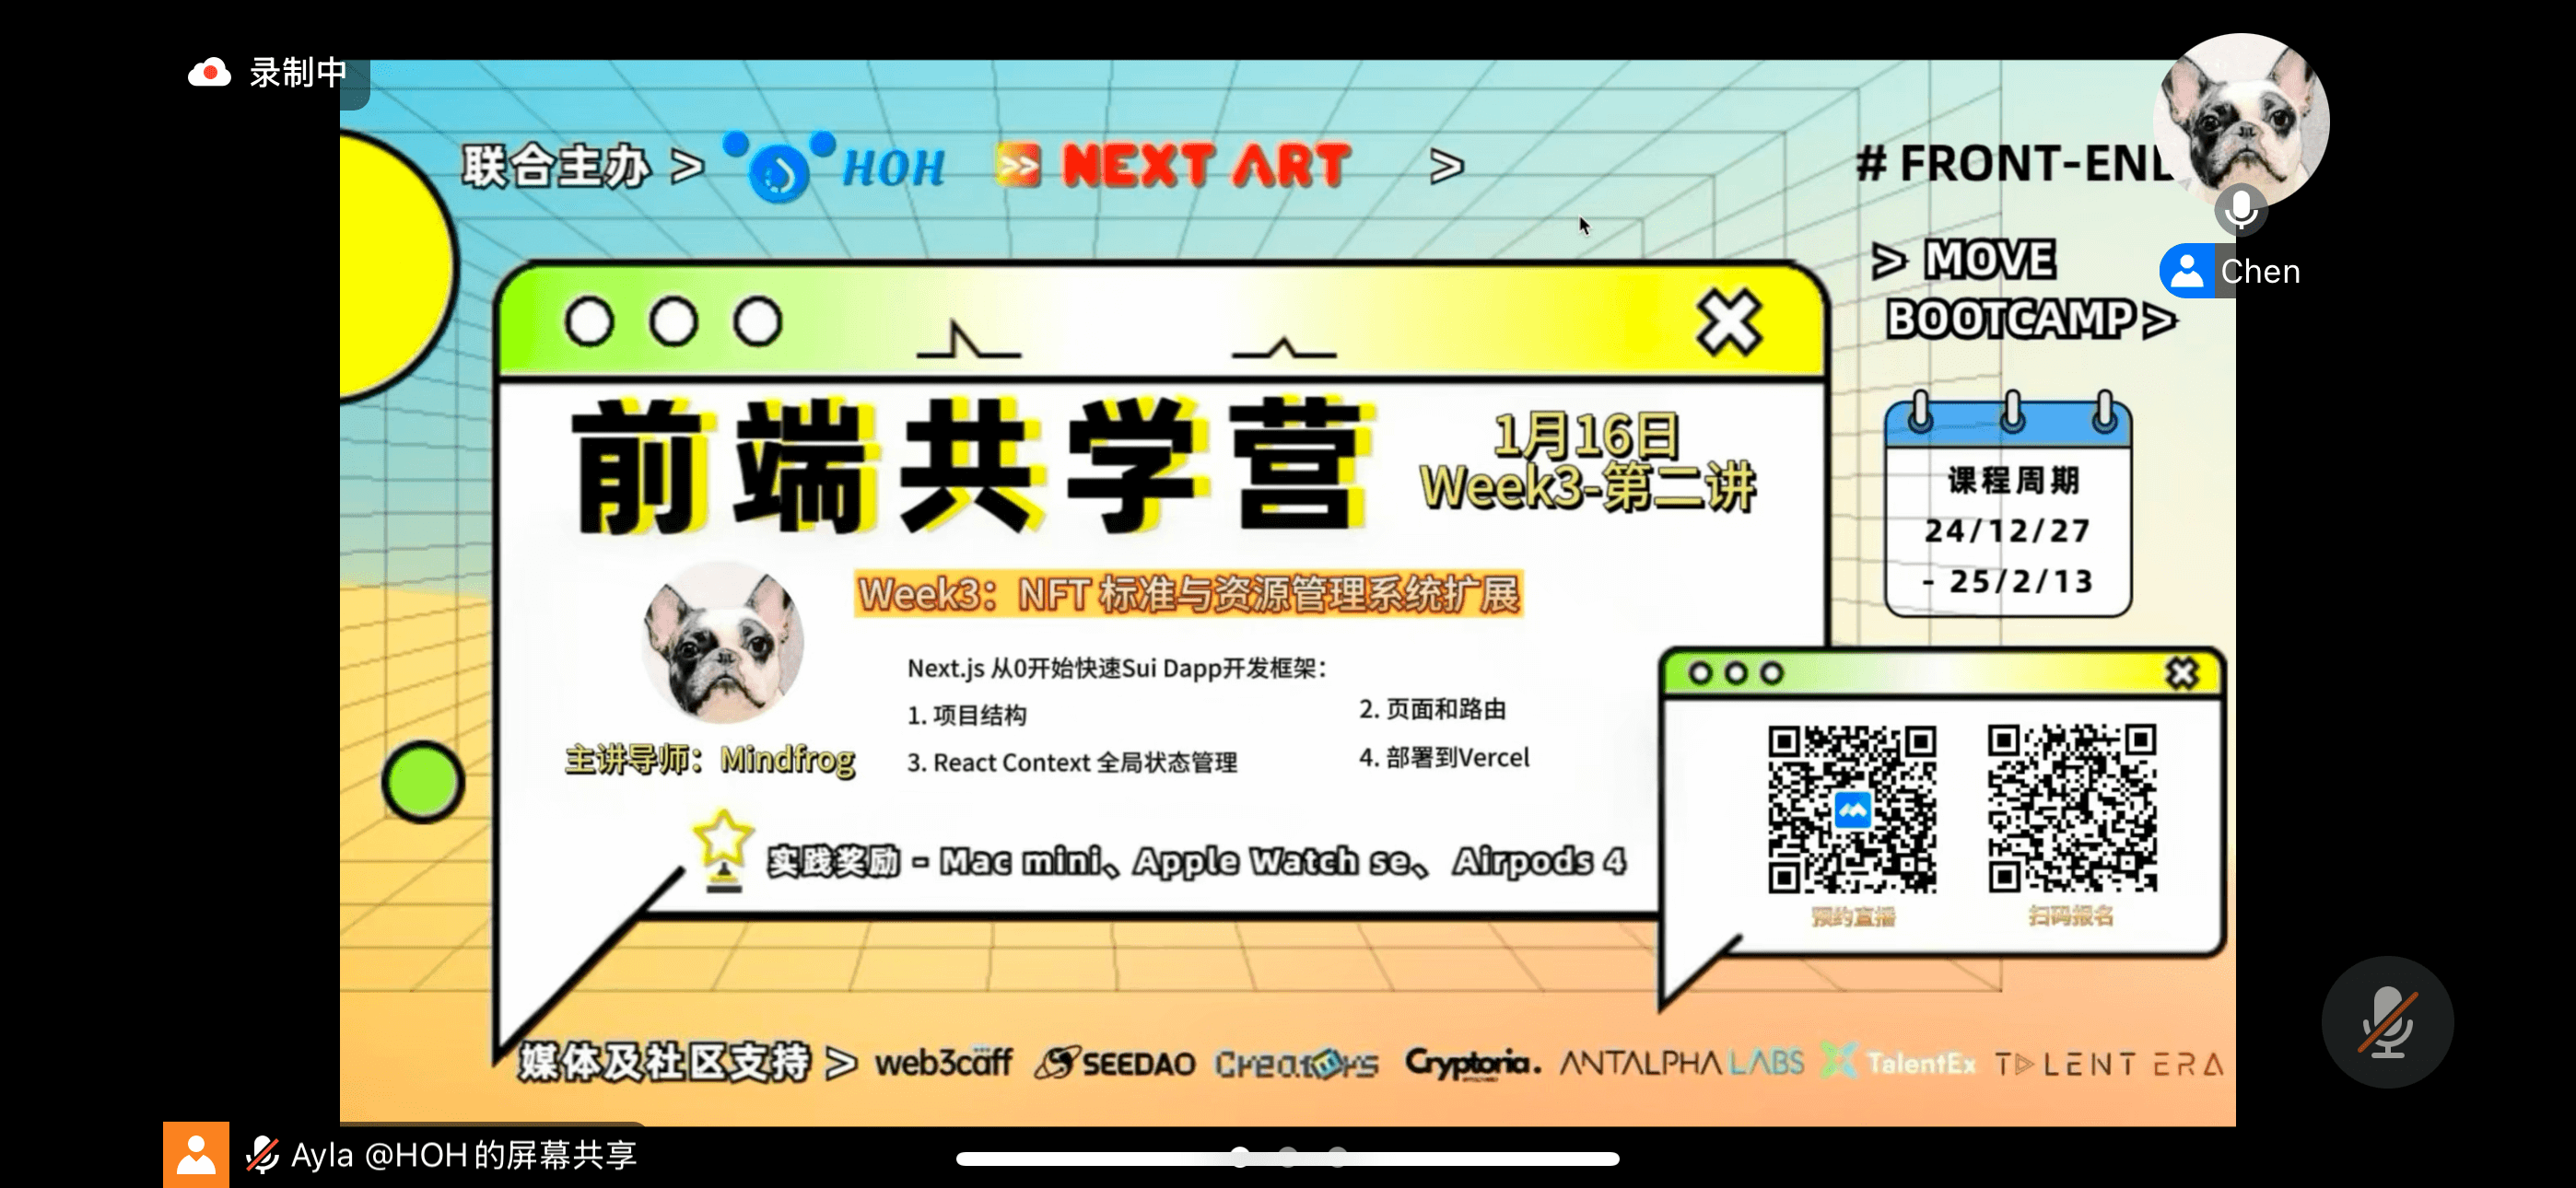 录制中
联合主办 > HOH >> NEXT ART >
# FRONT-END
> MOVE
BOOTCAMP >
Chen
前端共学营
1月16日
Week3-第二讲
课程周期
24/12/27
- 25/2/13
Week3：NFT 标准与资源管理系统扩展
Next.js 从0开始快速Sui Dapp开发框架：
1. 项目结构
2. 页面和路由
3. React Context 全局状态管理
4. 部署到Vercel
主讲导师：Mindfrog
实践奖励 - Mac mini、Apple Watch se、Airpods 4
预约直播
扫码报名
媒体及社区支持 > web3caff SEEDAO Creators Cryptoria. ANTALPHA LABS TalentEx TALENT ERA
Ayla @HOH的屏幕共享